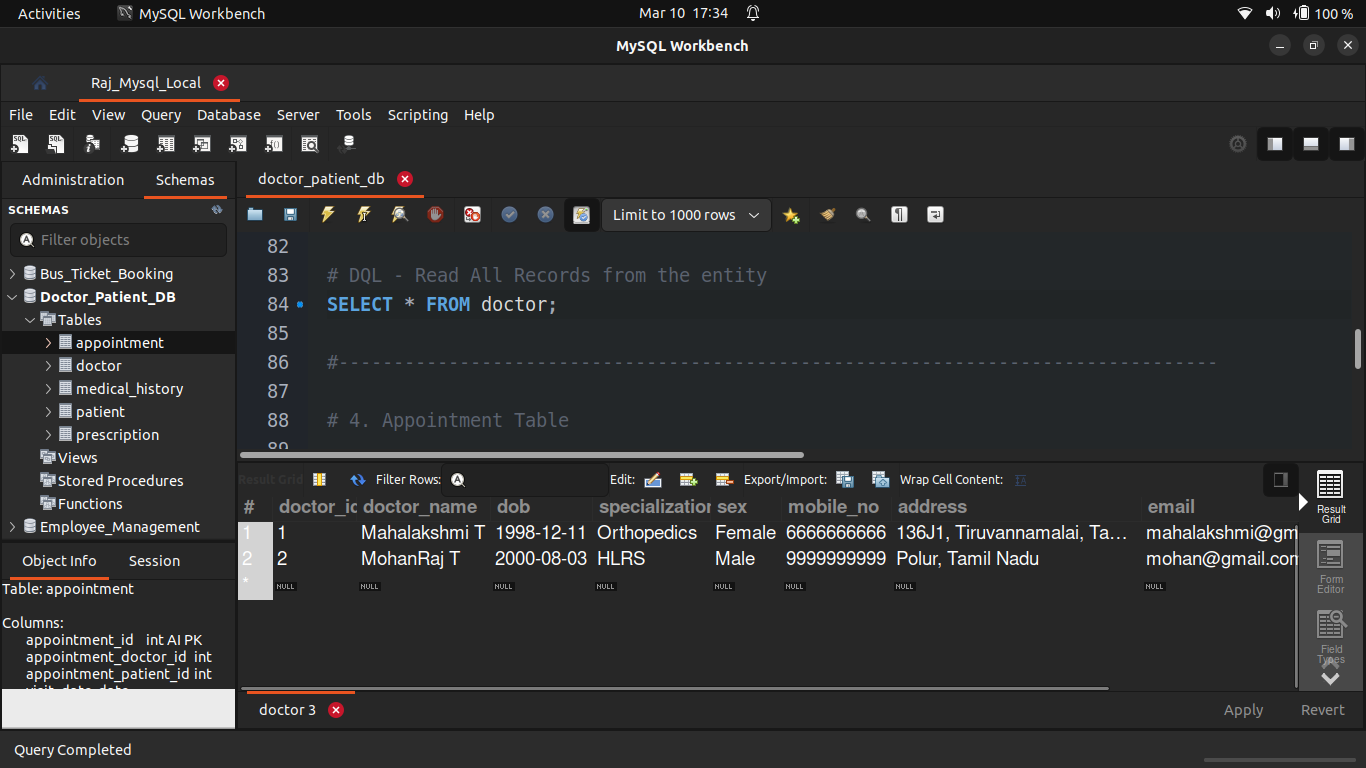 Activities MySQL Workbench Mar 10 17:34 100 %
MySQL Workbench
Raj_Mysql_Local
File Edit View Query Database Server Tools Scripting Help
Administration Schemas
SCHEMAS
Filter objects
Bus_Ticket_Booking
Doctor_Patient_DB
Tables
appointment
doctor
medical_history
patient
prescription
Views
Stored Procedures
Functions
Employee_Management
Object Info Session
Table: appointment
Columns:
appointment_id int AI PK
appointment_doctor_id int
appointment_patient_id int
doctor_patient_db
Limit to 1000 rows
82
83 # DQL - Read All Records from the entity
84 SELECT * FROM doctor;
85
86 #--------------------------------------------------------------------------------
87
88 # 4. Appointment Table
89
Result Grid Filter Rows: Edit: Export/Import: Wrap Cell Content:
# doctor_id doctor_name dob specialization sex mobile_no address email
1 1 Mahalakshmi T 1998-12-11 Orthopedics Female 6666666666 136J1, Tiruvannamalai, Ta... mahalakshmi@gm
2 2 MohanRaj T 2000-08-03 HLRS Male 9999999999 Polur, Tamil Nadu mohan@gmail.com
* NULL NULL NULL NULL NULL NULL NULL NULL
Result
Grid
Form
Editor
Field
Types
doctor 3 Apply Revert
Query Completed